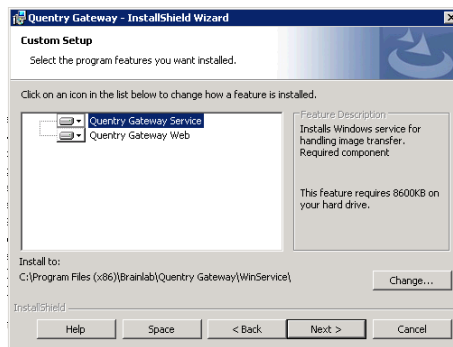 Quentry Gateway - InstallShield Wizard
Custom Setup
Select the program features you want installed.
Click on an icon in the list below to change how a feature is installed.
Quentry Gateway Service
Quentry Gateway Web
Feature Description
Installs Windows service for
handling image transfer.
Required component
This feature requires 8600KB on
your hard drive.
Install to:
C:\Program Files (x86)\Brainlab\Quentry Gateway\WinService\
Change...
InstallShield
Help Space < Back Next > Cancel